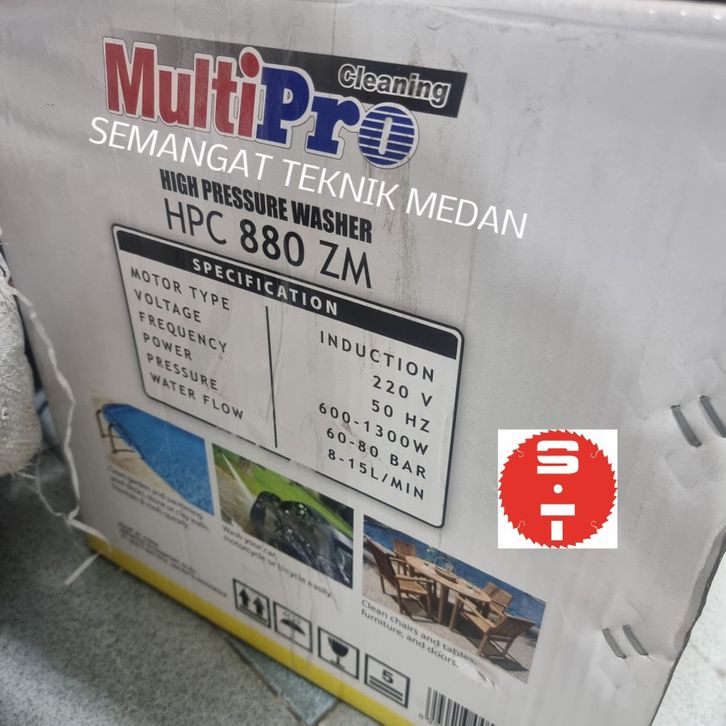 MultiPro
Cleaning
SEMANGAT TEKNIK MEDAN
HIGH PRESSURE WASHER
HPC 880 ZM
SPECIFICATION
MOTOR TYPE INDUCTION
VOLTAGE 220 V
FREQUENCY 50 HZ
POWER 600-1300W
PRESSURE 60-80 BAR
WATER FLOW 8-15L/MIN
S·T
Wash your car,
motorcycle or bicycle easily.
Clean chairs and tables,
furniture, and doors.
5